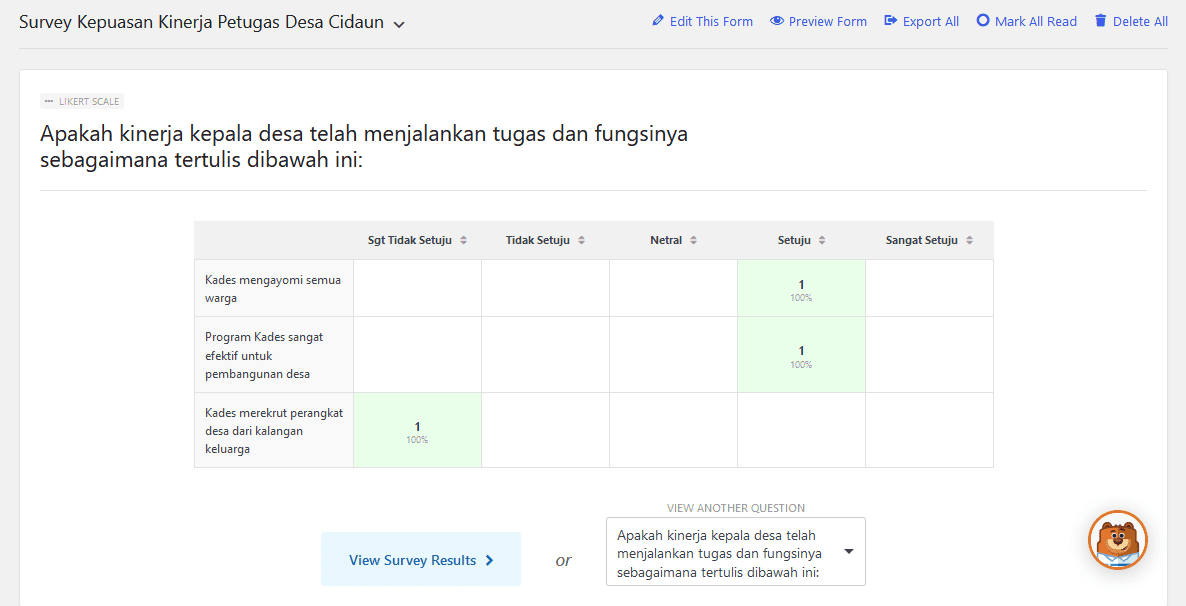 Survey Kepuasan Kinerja Petugas Desa Cidaun
Edit This Form
Preview Form
Export All
Mark All Read
Delete All
LIKERT SCALE
Apakah kinerja kepala desa telah menjalankan tugas dan fungsinya
sebagaimana tertulis dibawah ini:
Sgt Tidak Setuju
Tidak Setuju
Netral
Setuju
Sangat Setuju
Kades mengayomi semua
warga
1
100%
Program Kades sangat
efektif untuk
pembangunan desa
1
100%
Kades merekrut perangkat
desa dari kalangan
keluarga
1
100%
View Survey Results
or
VIEW ANOTHER QUESTION
Apakah kinerja kepala desa telah
menjalankan tugas dan fungsinya
sebagaimana tertulis dibawah ini: